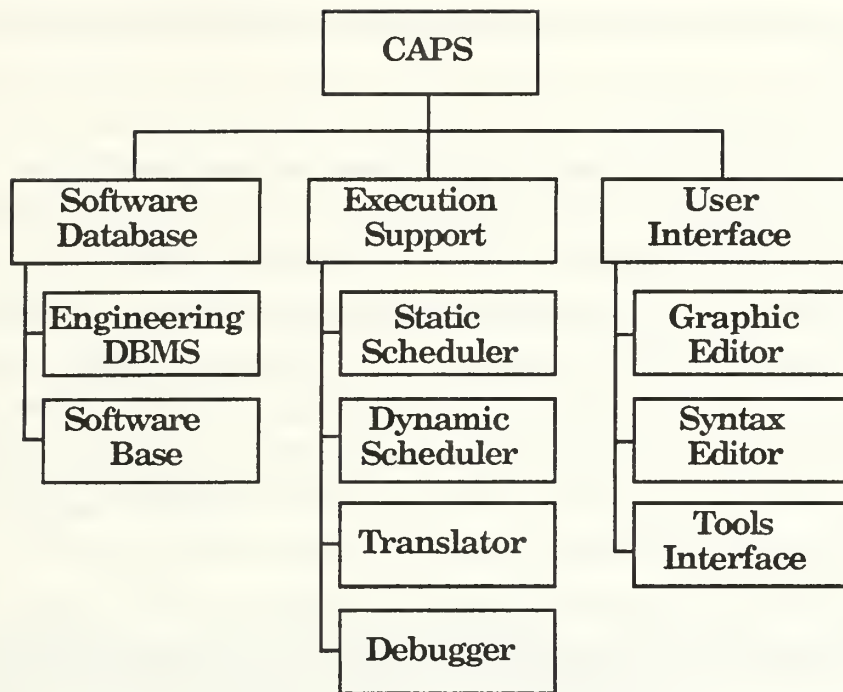 CAPS
Software
Database
Engineering
DBMS
Software
Base
Execution
Support
Static
Scheduler
Dynamic
Scheduler
Translator
Debugger
User
Interface
Graphic
Editor
Syntax
Editor
Tools
Interface